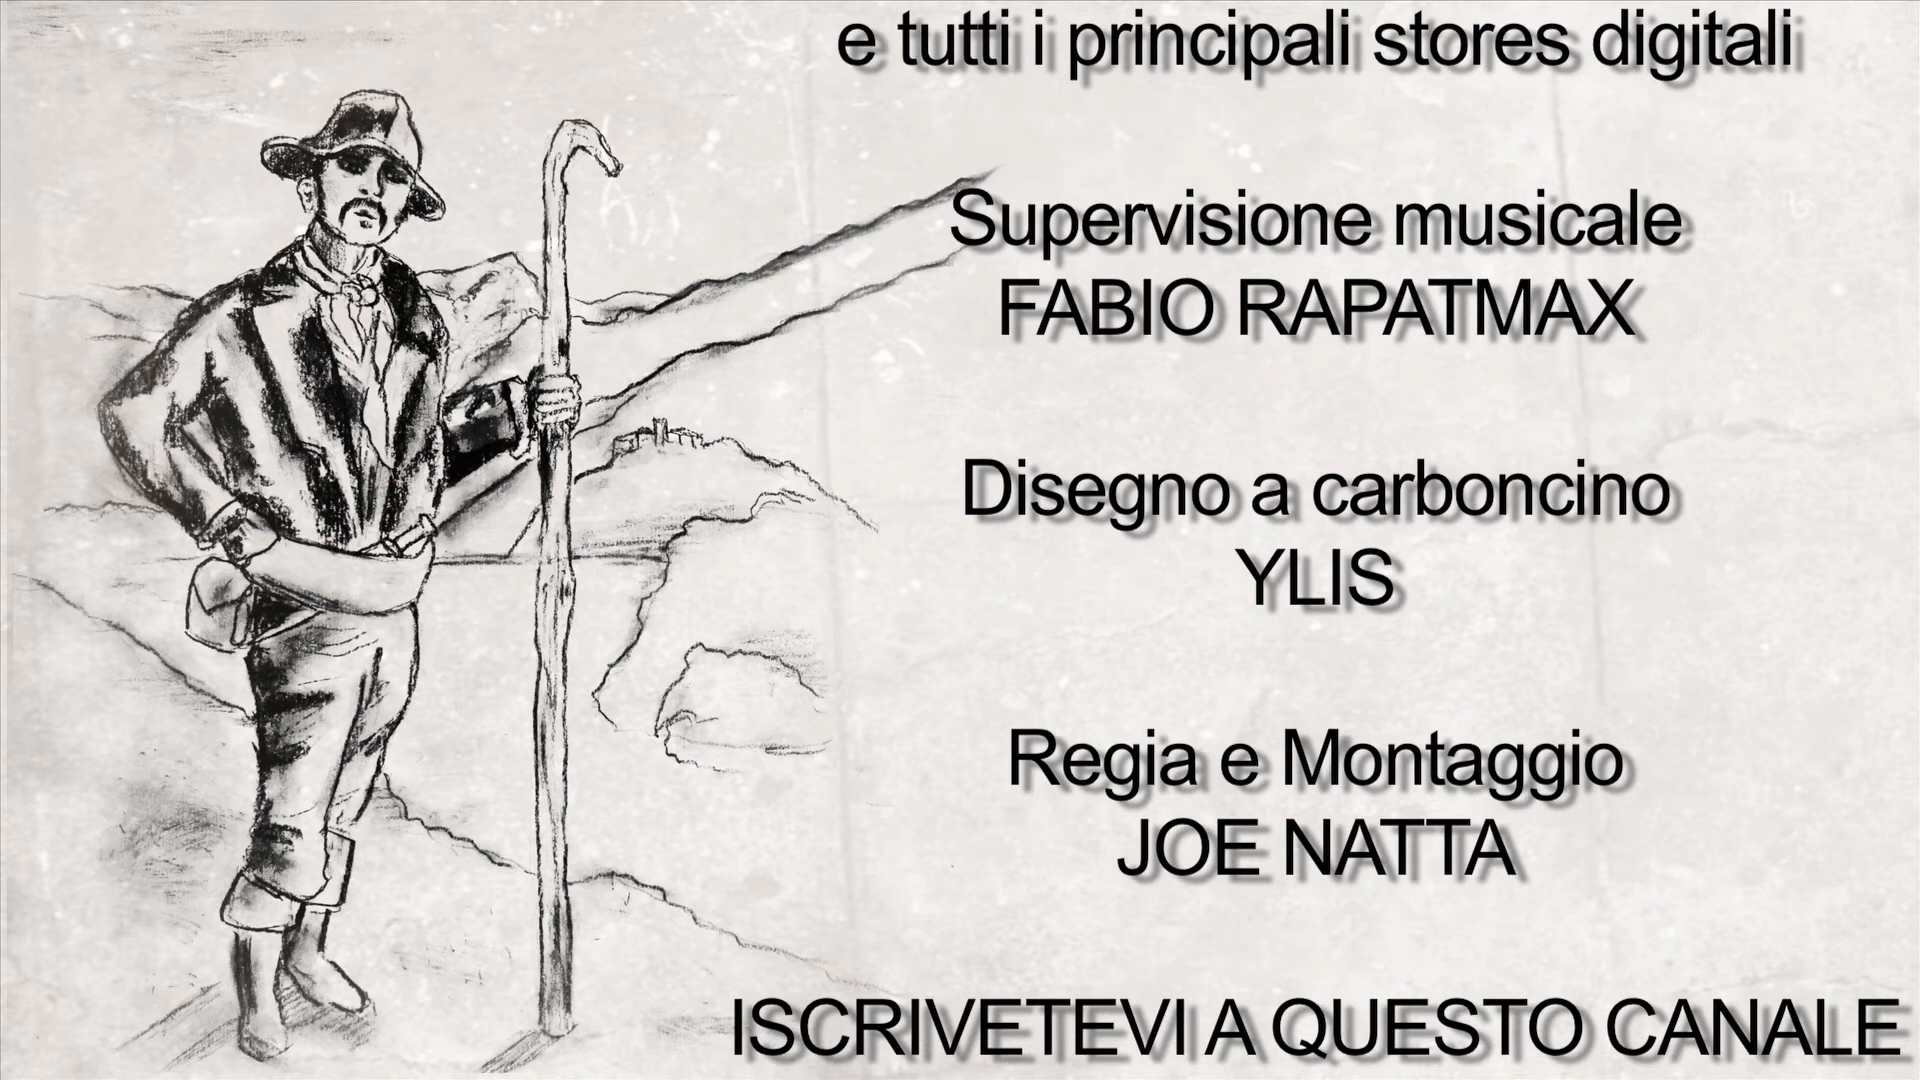 e tutti i principali stores digitali
Supervisione musicale
FABIO RAPATMAX
Disegno a carboncino
YLIS
Regia e Montaggio
JOE NATTA
ISCRIVETEVI A QUESTO CANALE